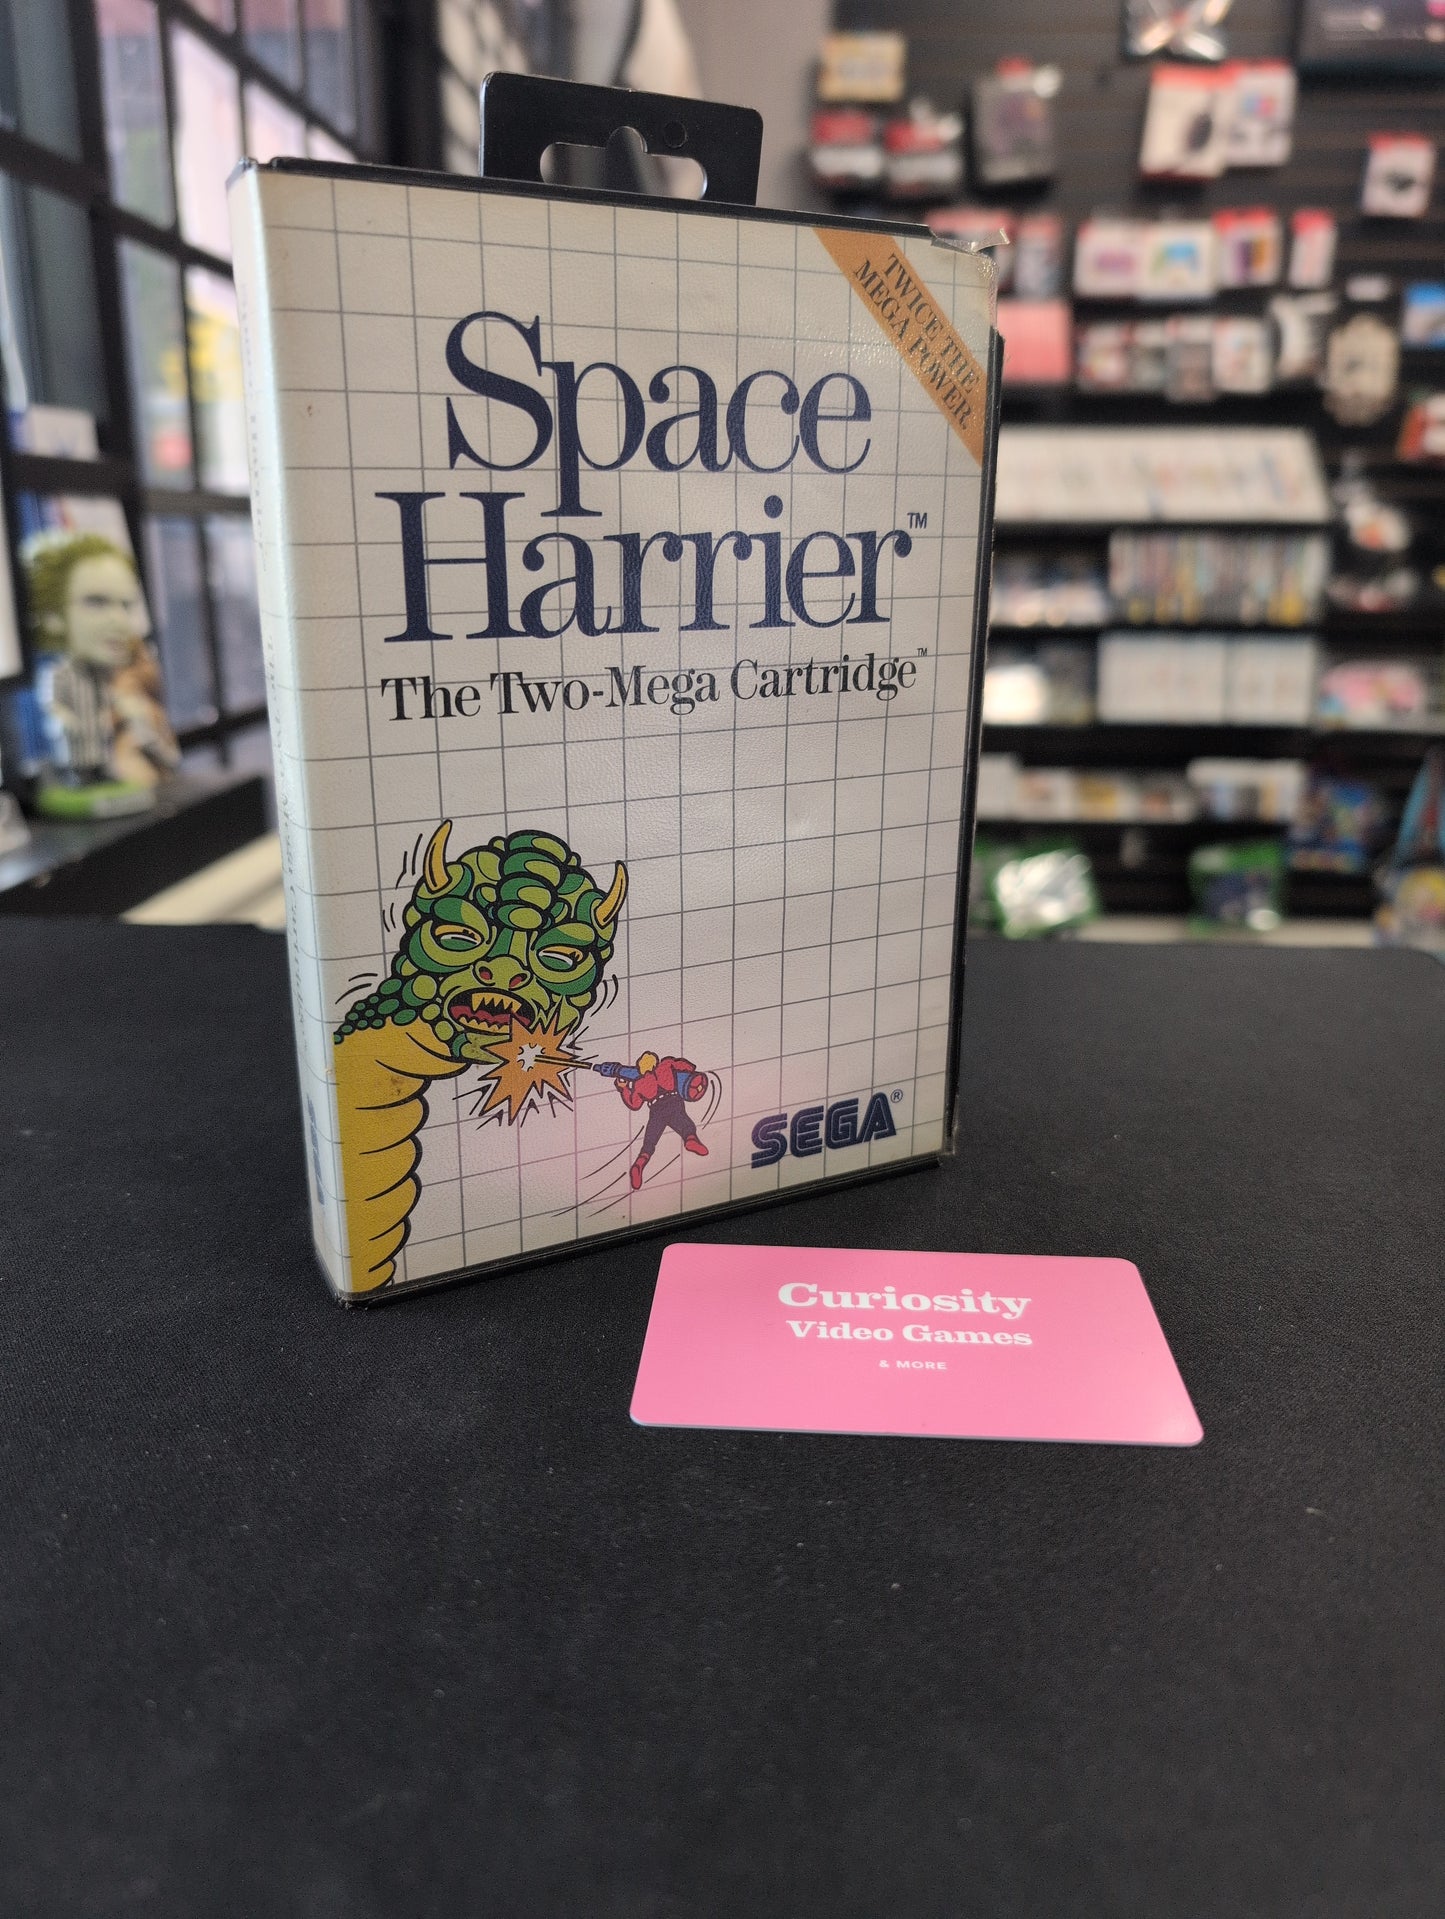 TWICE THE
MEGA POWER
Space
Harrier™
The Two-Mega Cartridge™
SEGA®
Curiosity
Video Games
& MORE